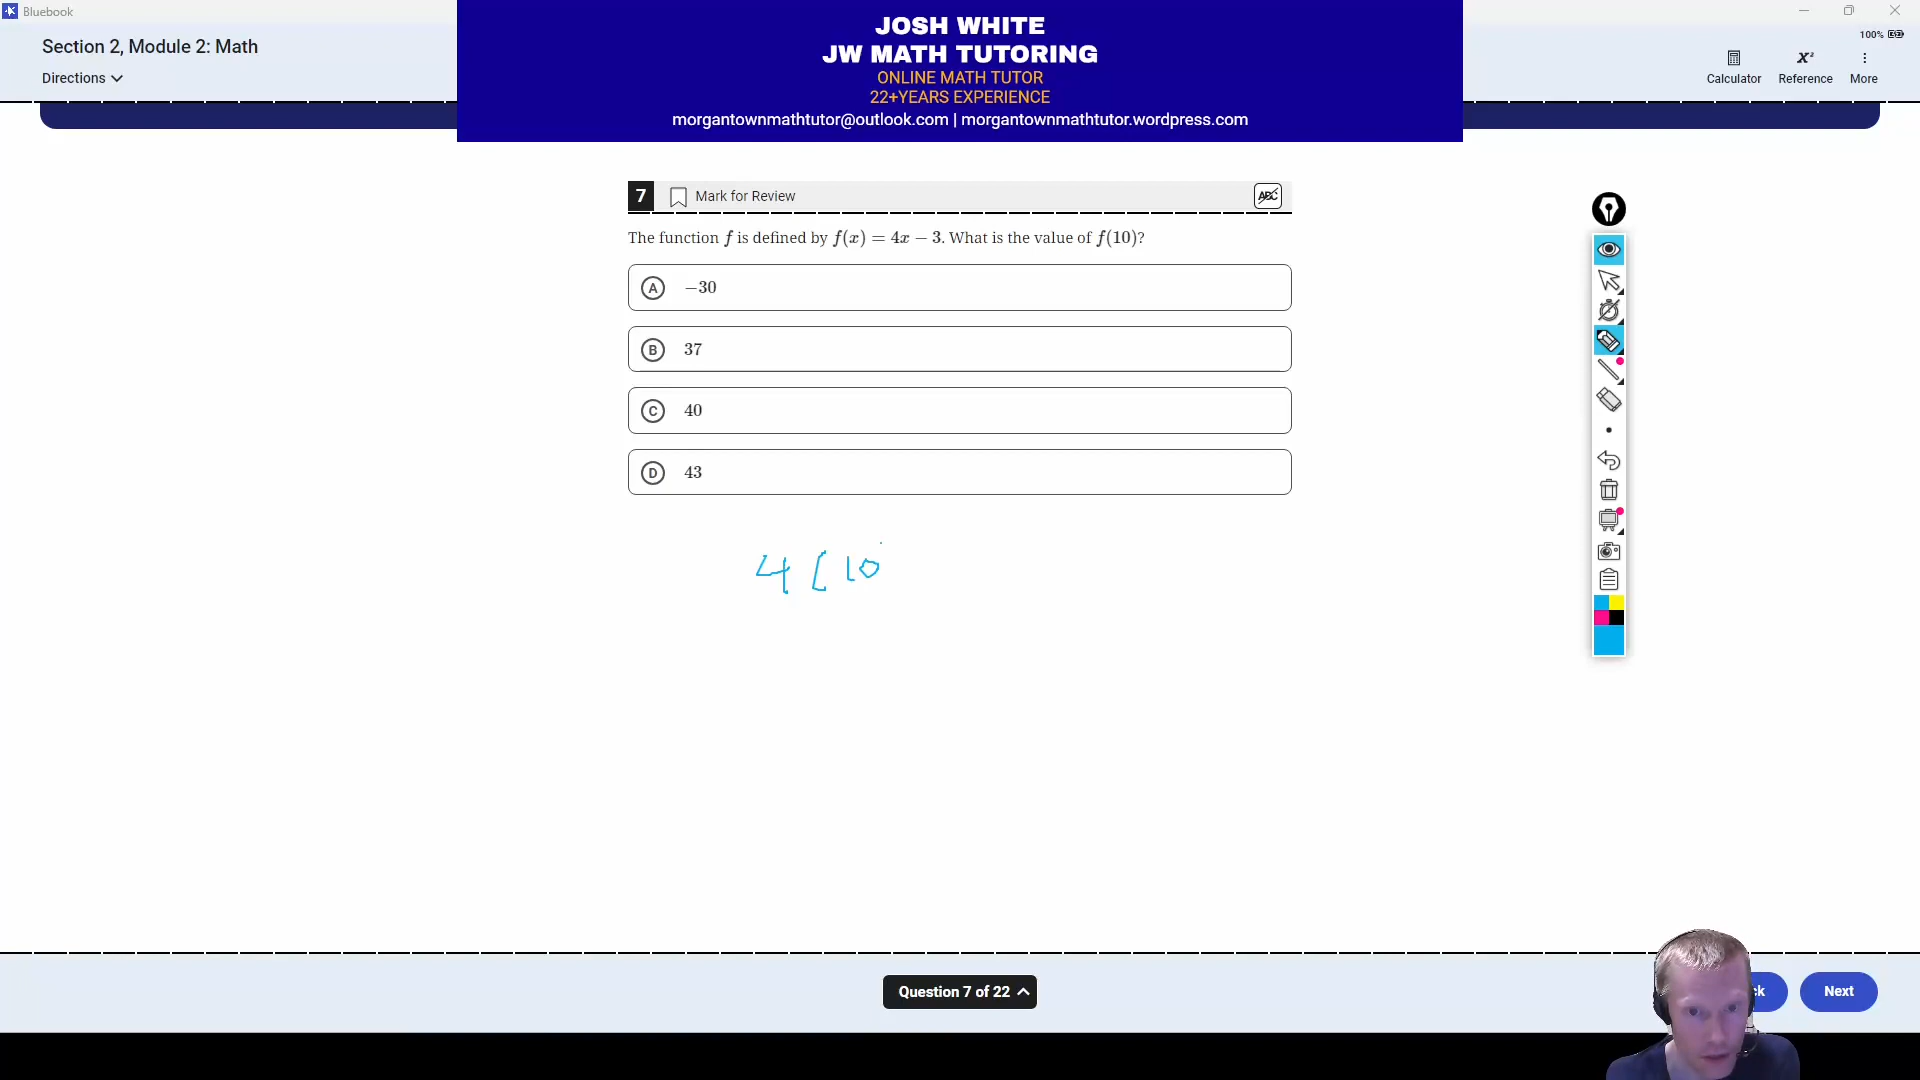 Bluebook
JOSH WHITE
JW MATH TUTORING
ONLINE MATH TUTOR
22+YEARS EXPERIENCE
morgantownmathtutor@outlook.com | morgantownmathtutor.wordpress.com
Section 2, Module 2: Math
Directions
100%
Calculator
Reference
More
7 Mark for Review ABC
The function f is defined by f(x) = 4x − 3. What is the value of f(10)?
A −30
B 37
C 40
D 43
4 ( 10
Question 7 of 22
ck
Next